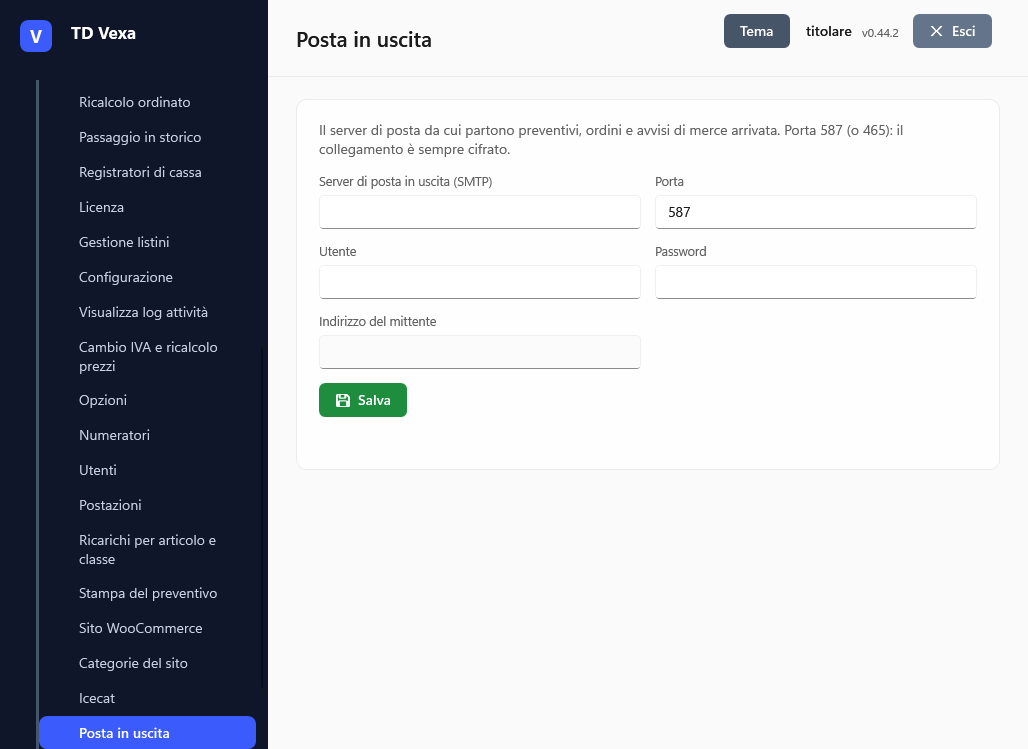 V
TD Vexa
Ricalcolo ordinato
Passaggio in storico
Registratori di cassa
Licenza
Gestione listini
Configurazione
Visualizza log attività
Cambio IVA e ricalcolo
prezzi
Opzioni
Numeratori
Utenti
Postazioni
Ricarichi per articolo e
classe
Stampa del preventivo
Sito WooCommerce
Categorie del sito
Icecat
Posta in uscita
Posta in uscita
Tema
titolare v0.44.2
Esci
Il server di posta da cui partono preventivi, ordini e avvisi di merce arrivata. Porta 587 (o 465): il
collegamento è sempre cifrato.
Server di posta in uscita (SMTP)
Porta
587
Utente
Password
Indirizzo del mittente
Salva